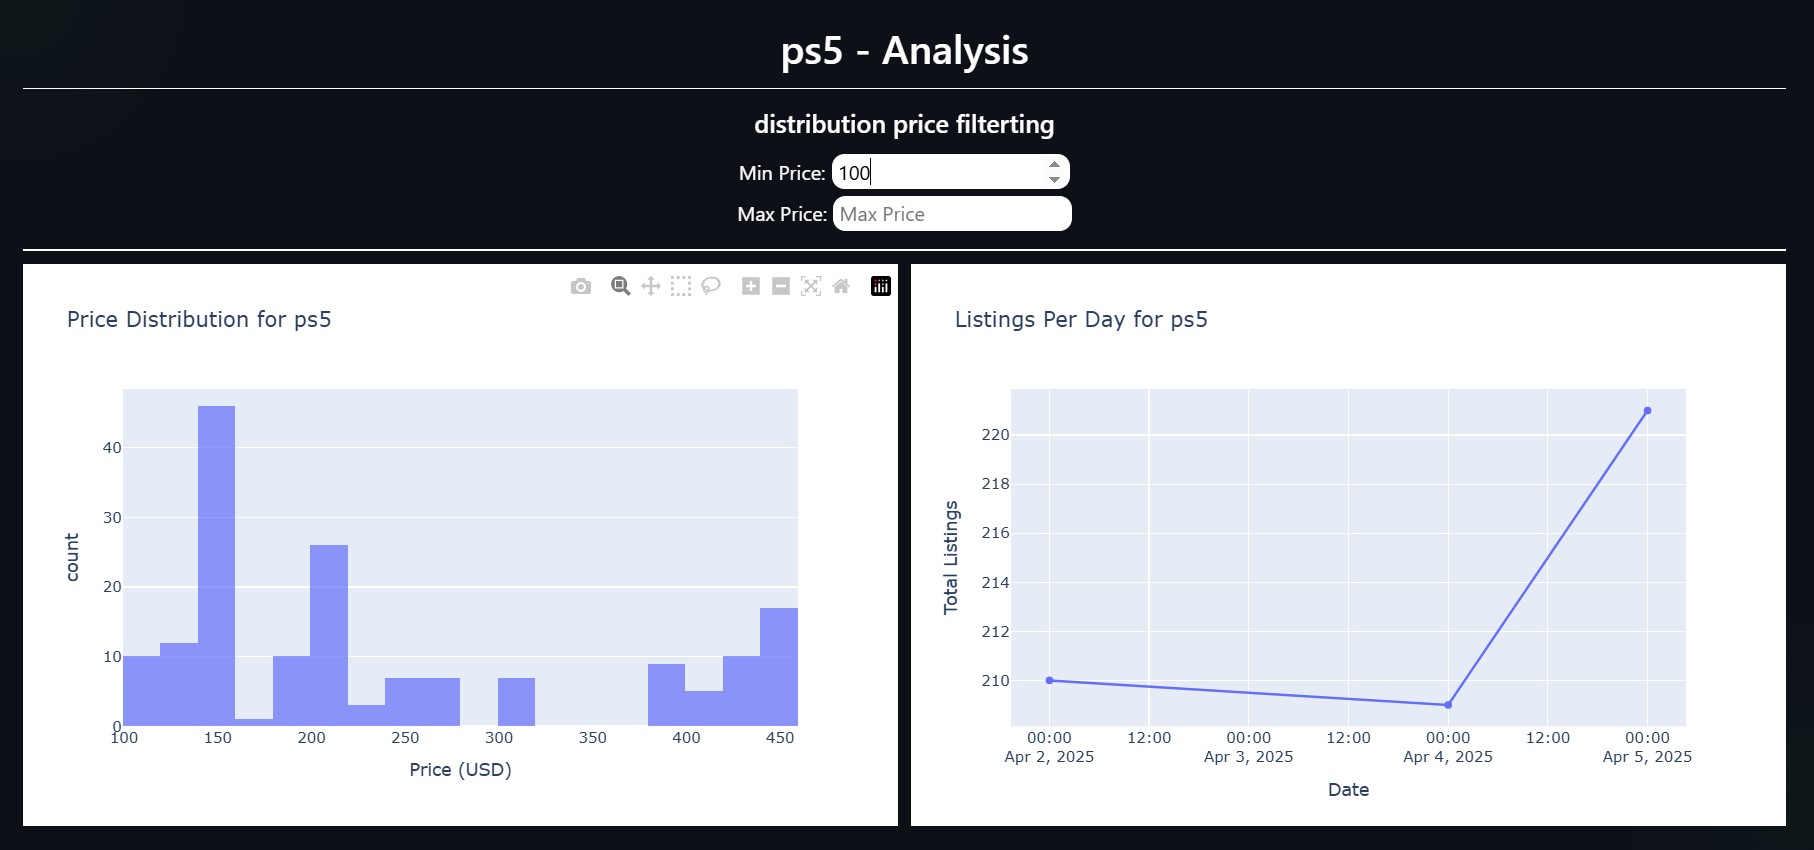 ps5 - Analysis
distribution price filterting
Min Price: 100
Max Price: Max Price
Price Distribution for ps5
count
40
30
20
10
0
100 150 200 250 300 350 400 450
Price (USD)
Listings Per Day for ps5
Total Listings
220
218
216
214
212
210
00:00 12:00 00:00 12:00 00:00 12:00 00:00
Apr 2, 2025 Apr 3, 2025 Apr 4, 2025 Apr 5, 2025
Date